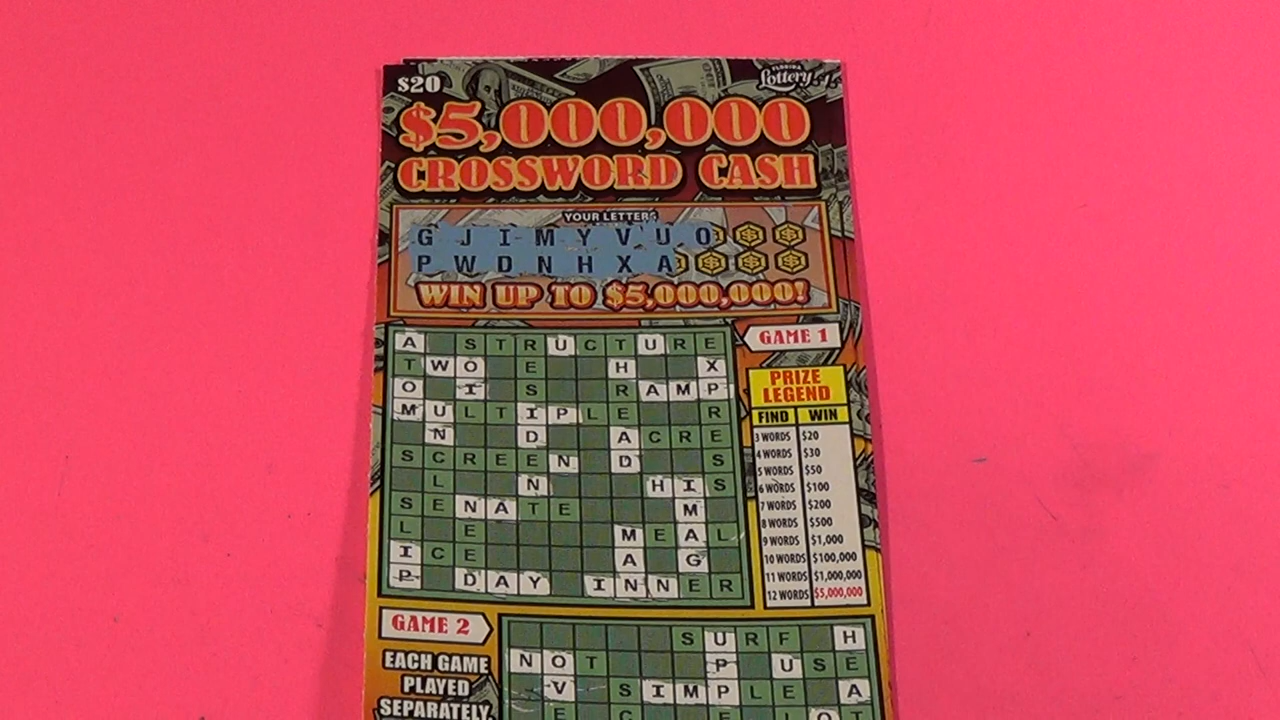 $20
FLORIDA
Lottery
$5,000,000
CROSSWORD CASH
YOUR LETTERS
G J I M Y V U O
P W D N H X A
WIN UP TO $5,000,000!
GAME 1
PRIZE
LEGEND
FIND WIN
3 WORDS $20
4 WORDS $30
5 WORDS $50
6 WORDS $100
7 WORDS $200
8 WORDS $500
9 WORDS $1,000
10 WORDS $100,000
11 WORDS $1,000,000
12 WORDS $5,000,000
A S T R U C T U R E
T W O E H X
O I S R A M P
M U L T I P L E R
N D A C R E E
S C R E E N D S
L N H I S
S E N A T E M
L E M E A L
I C E A G
P D A Y I N N E R
GAME 2
EACH GAME
PLAYED
SEPARATELY.
S U R F H
N O T P U S E
V S I M P L E A
E C E L O T